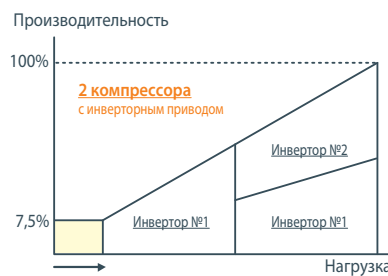 Производительность
100%
2 компрессора
с инверторным приводом
Инвертор №2
7,5%
Инвертор №1
Инвертор №1
Нагрузка